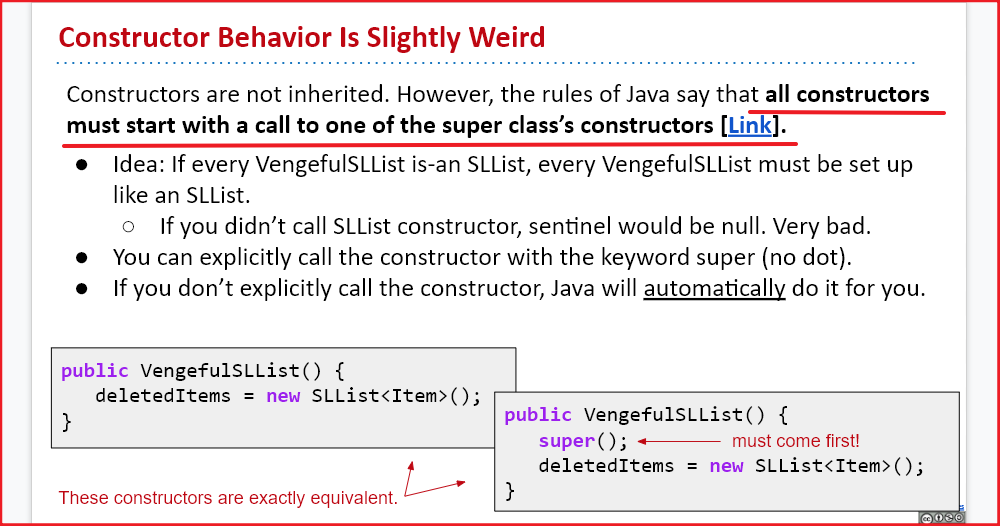 Constructor Behavior Is Slightly Weird
Constructors are not inherited. However, the rules of Java say that all constructors
must start with a call to one of the super class’s constructors [Link].
● Idea: If every VengefulSLList is-an SLList, every VengefulSLList must be set up
like an SLList.
○ If you didn’t call SLList constructor, sentinel would be null. Very bad.
● You can explicitly call the constructor with the keyword super (no dot).
● If you don’t explicitly call the constructor, Java will automatically do it for you.
public VengefulSLList() {
deletedItems = new SLList<Item>();
}
public VengefulSLList() {
super(); must come first!
deletedItems = new SLList<Item>();
}
These constructors are exactly equivalent.